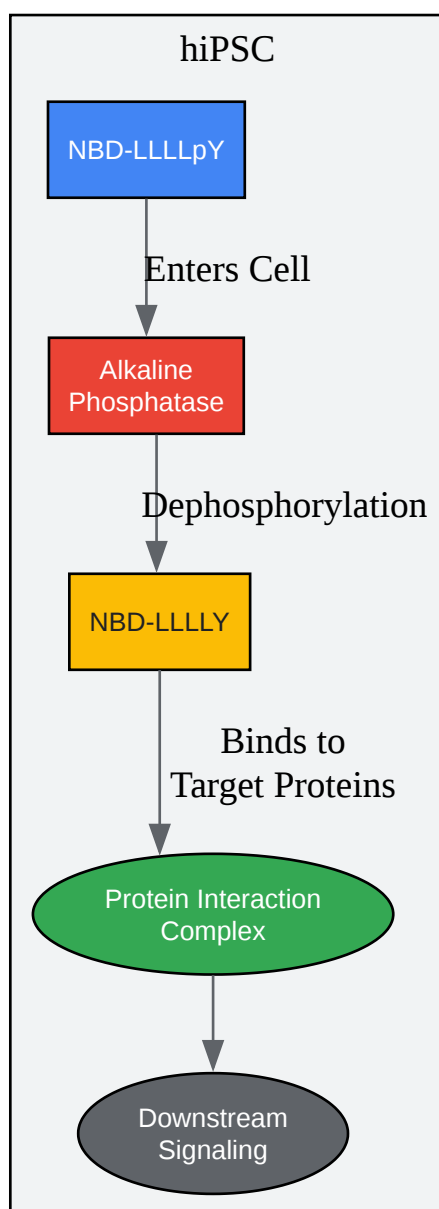 hiPSC
NBD-LLLLpY
Enters Cell
Alkaline
Phosphatase
Dephosphorylation
NBD-LLLLY
Binds to
Target Proteins
Protein Interaction
Complex
Downstream
Signaling